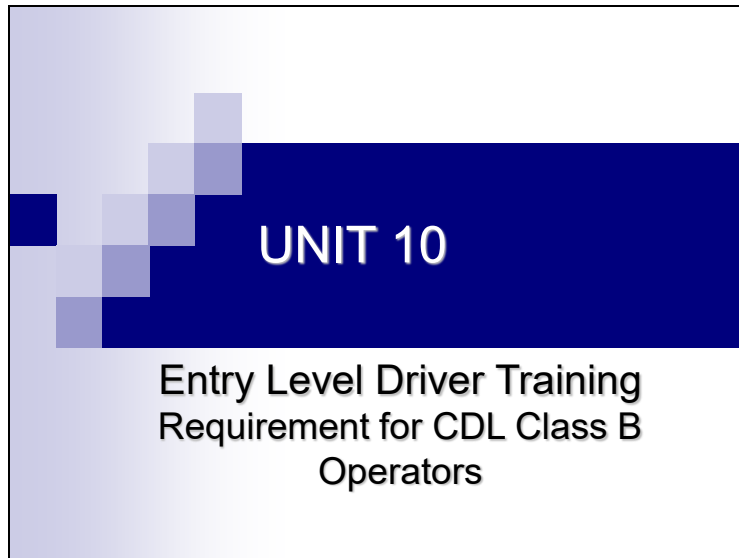 UNIT 10
Entry Level Driver Training
Requirement for CDL Class B
Operators